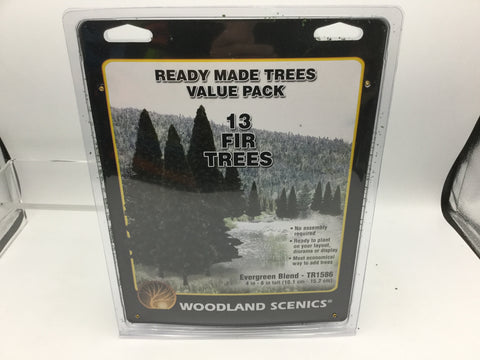 READY MADE TREES
VALUE PACK
13
FIR
TREES
• No assembly
required
• Ready to plant
on your layout,
diorama or display
• Most economical
way to add trees
Evergreen Blend - TR1586
4 in - 6 in tall (10.1 cm - 15.2 cm)
WOODLAND SCENICS®